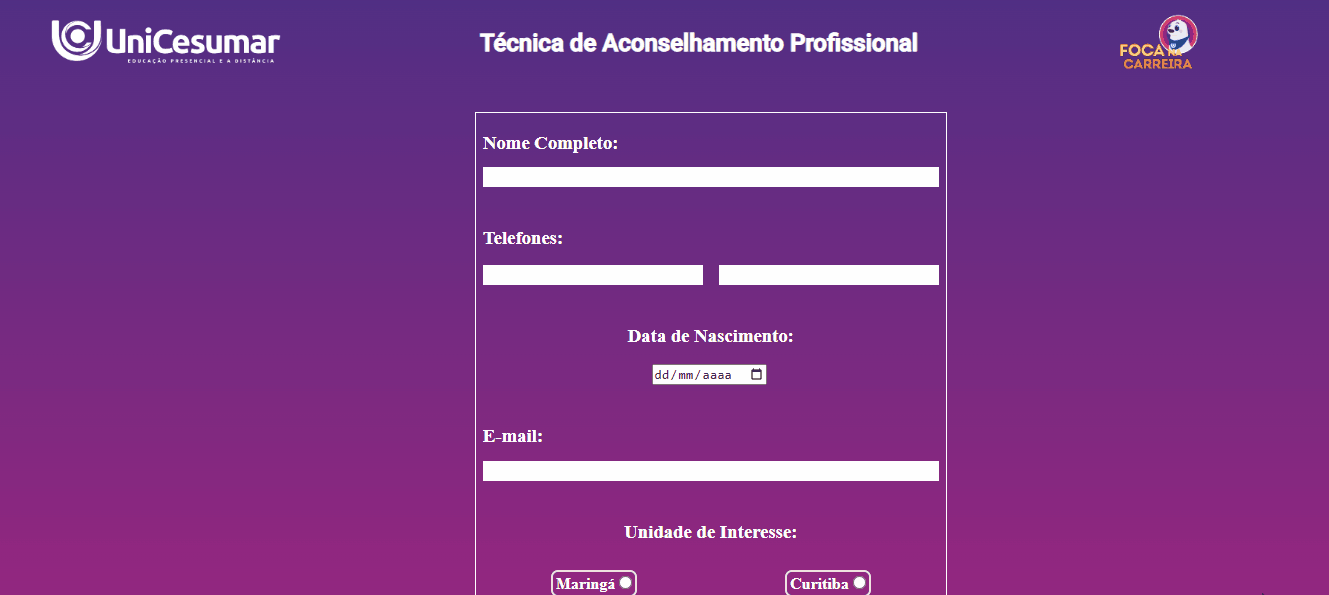 UniCesumar
EDUCAÇÃO PRESENCIAL E A DISTÂNCIA
Técnica de Aconselhamento Profissional
FOCA NA
CARREIRA
Nome Completo:
Telefones:
Data de Nascimento:
dd/mm/aaaa
E-mail:
Unidade de Interesse:
Maringá
Curitiba